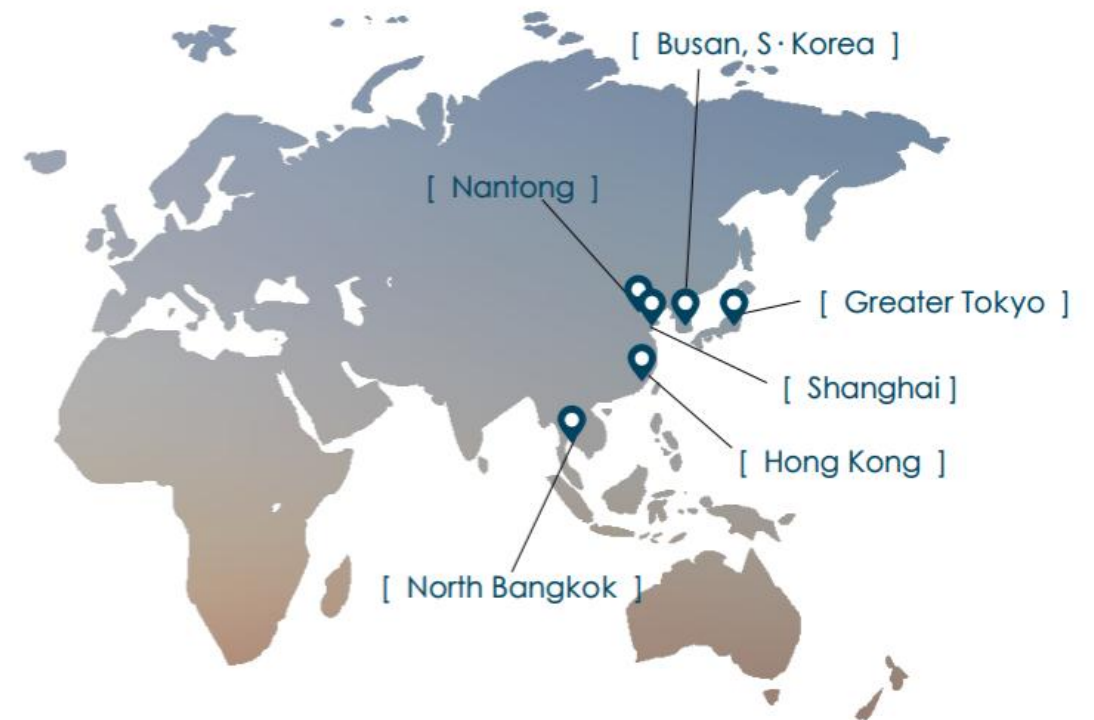 [ Busan, S·Korea ]
[ Nantong ]
[ Greater Tokyo ]
[ Shanghai ]
[ Hong Kong ]
[ North Bangkok ]